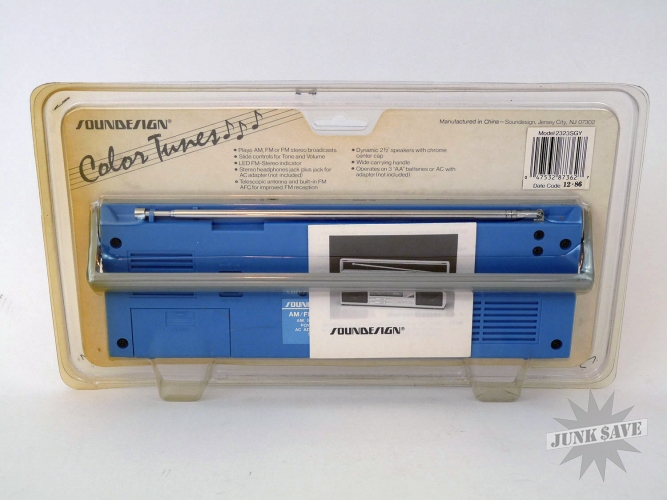 SOUNDESIGN®
Color Tunes
• Plays AM, FM or FM stereo broadcasts.
• Slide controls for Tone and Volume
• LED FM-Stereo indicator
• Stereo headphones jack plus jack for
AC adapter (not included)
• Telescopic antenna and built-in FM
AFC for improved FM reception
• Dynamic 2½" speakers with chrome
center cap
• Wide carrying handle
• Operates on 3 "AA" batteries or AC with
adapter (not included)
Manufactured in China—Soundesign, Jersey City, NJ 07302
Model 2323SGY
47532 87362
Date Code: 12-86
SOUNDESIGN®
SOUNDESIGN
AM/F
JUNK SAVE